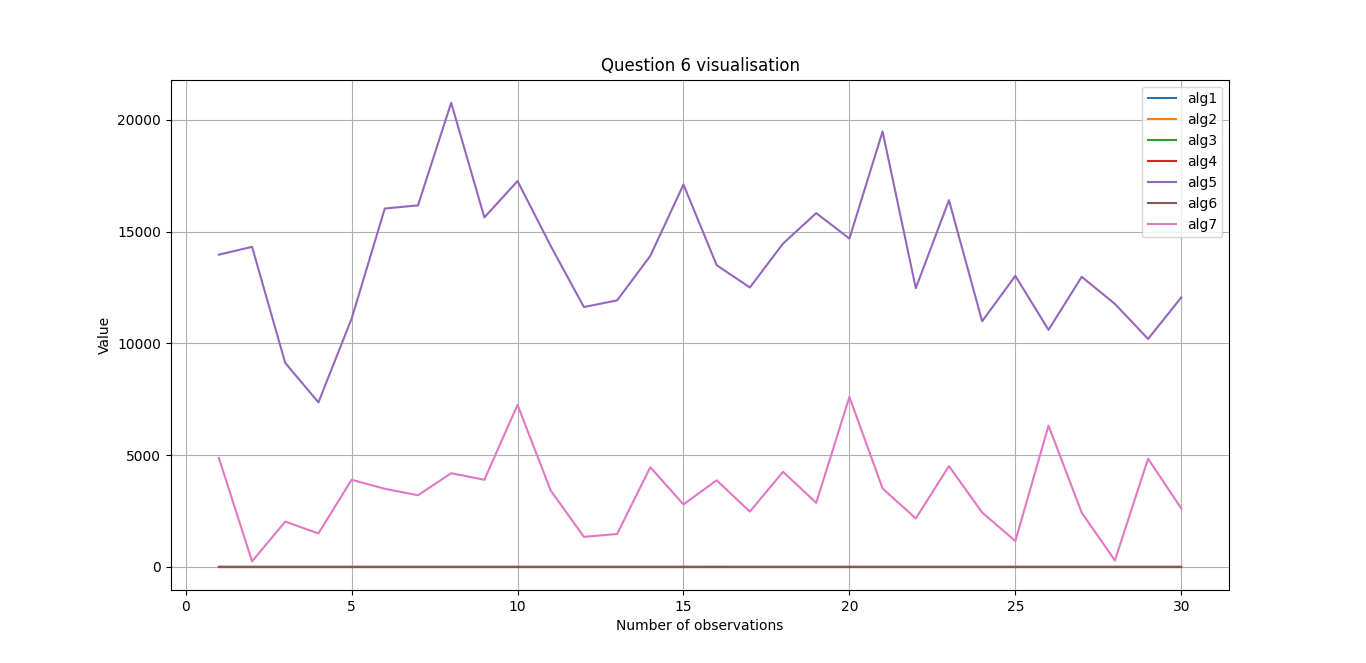 Question 6 visualisation
20000
15000
10000
5000
0
Value
0 5 10 15 20 25 30
Number of observations
alg1
alg2
alg3
alg4
alg5
alg6
alg7